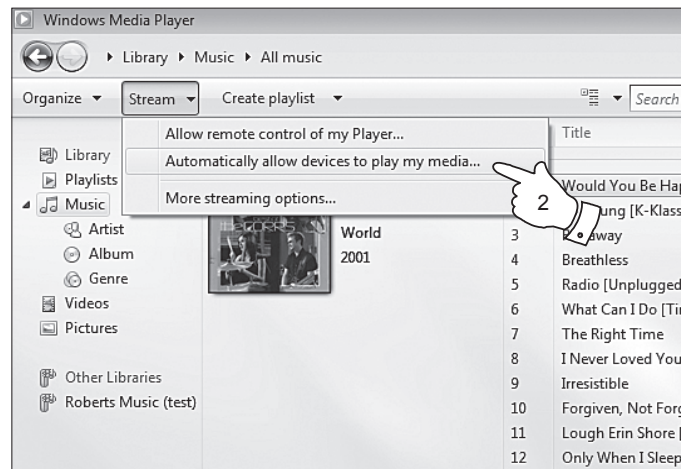 Windows Media Player
Library Music All music
Organize Stream Create playlist Search
Allow remote control of my Player...
Automatically allow devices to play my media...
More streaming options...
2
Title
Library
Playlists
Music
Artist
Album
Genre
Videos
Pictures
Other Libraries
Roberts Music (test)
the CORRS
World
2001
Would You Be Hap
ung [K-Klass
3 away
4 Breathless
5 Radio [Unplugged
6 What Can I Do [Ti
7 The Right Time
8 I Never Loved You
9 Irresistible
10 Forgiven, Not Forg
11 Lough Erin Shore [
12 Only When I Sleep